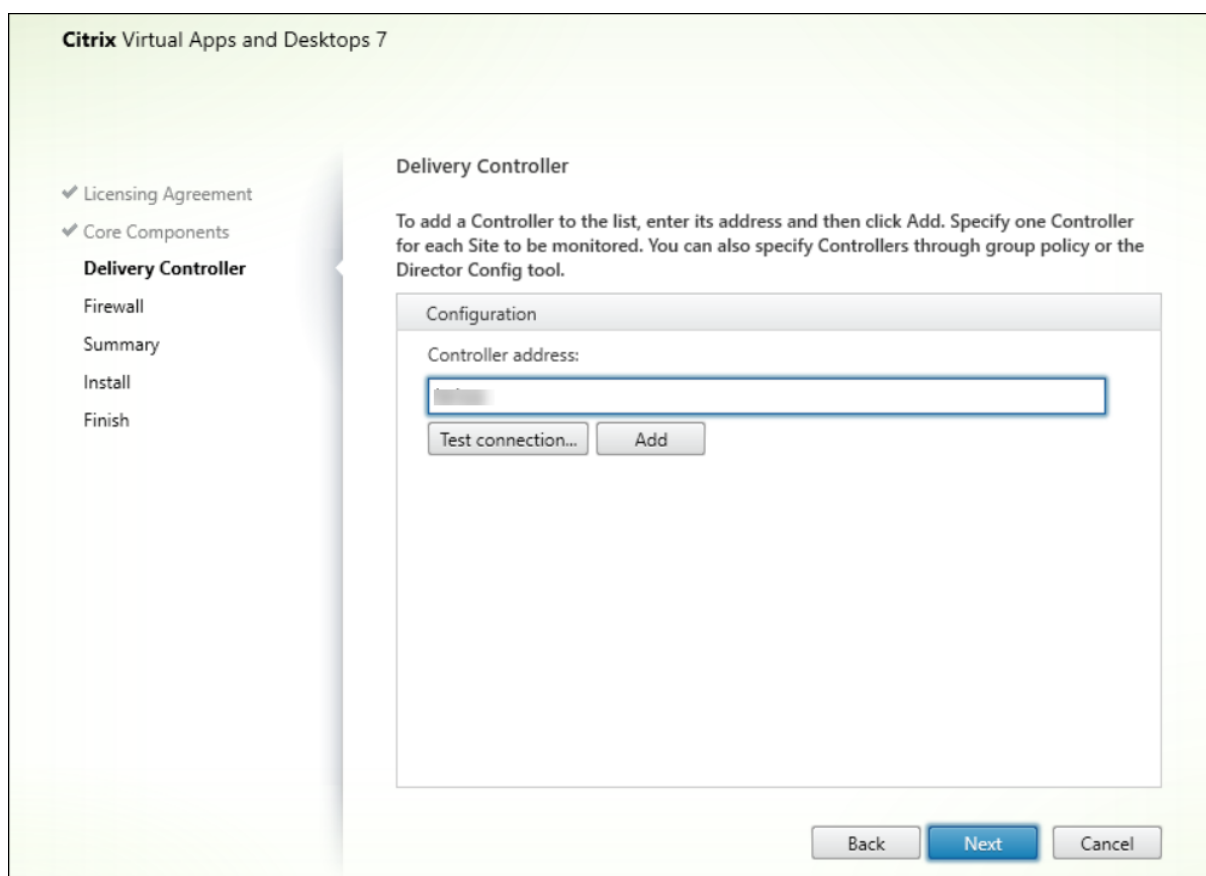 Citrix Virtual Apps and Desktops 7
Licensing Agreement
Core Components
Delivery Controller
Firewall
Summary
Install
Finish
Delivery Controller
To add a Controller to the list, enter its address and then click Add. Specify one Controller
for each Site to be monitored. You can also specify Controllers through group policy or the
Director Config tool.
Configuration
Controller address:
Test connection...
Add
Back
Next
Cancel